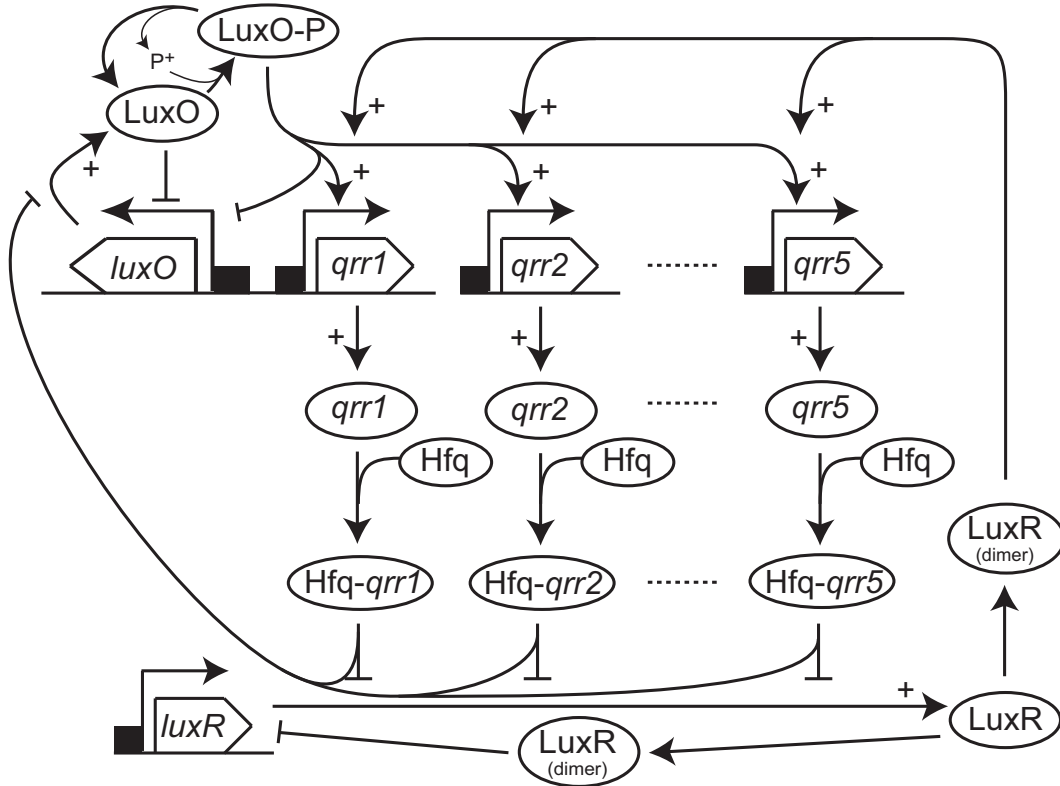 LuxO-P
P+
LuxO
+
+
+
+
+
+
+
luxO
qrr1
qrr2
qrr5
+
+
+
qrr1
qrr2
qrr5
Hfq
Hfq
Hfq
LuxR
(dimer)
Hfq-qrr1
Hfq-qrr2
Hfq-qrr5
+
luxR
LuxR
LuxR
(dimer)